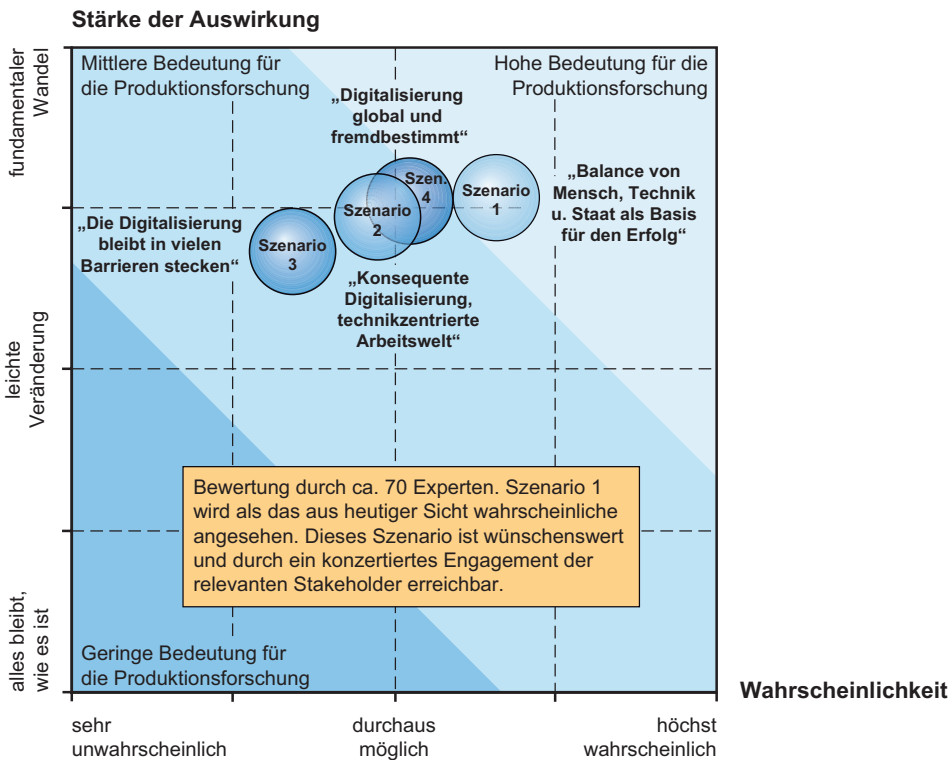 Stärke der Auswirkung
fundamentaler
Wandel
leichte
Veränderung
alles bleibt,
wie es ist
Mittlere Bedeutung für
die Produktionsforschung
Hohe Bedeutung für die
Produktionsforschung
„Digitalisierung
global und
fremdbestimmt“
Szen.
4
Szenario
1
„Balance von
Mensch, Technik
u. Staat als Basis
für den Erfolg“
Szenario
2
„Die Digitalisierung
bleibt in vielen
Barrieren stecken“
Szenario
3
„Konsequente
Digitalisierung,
technikzentrierte
Arbeitswelt“
Bewertung durch ca. 70 Experten. Szenario 1
wird als das aus heutiger Sicht wahrscheinliche
angesehen. Dieses Szenario ist wünschenswert
und durch ein konzertiertes Engagement der
relevanten Stakeholder erreichbar.
Geringe Bedeutung für
die Produktionsforschung
Wahrscheinlichkeit
sehr
unwahrscheinlich
durchaus
möglich
höchst
wahrscheinlich